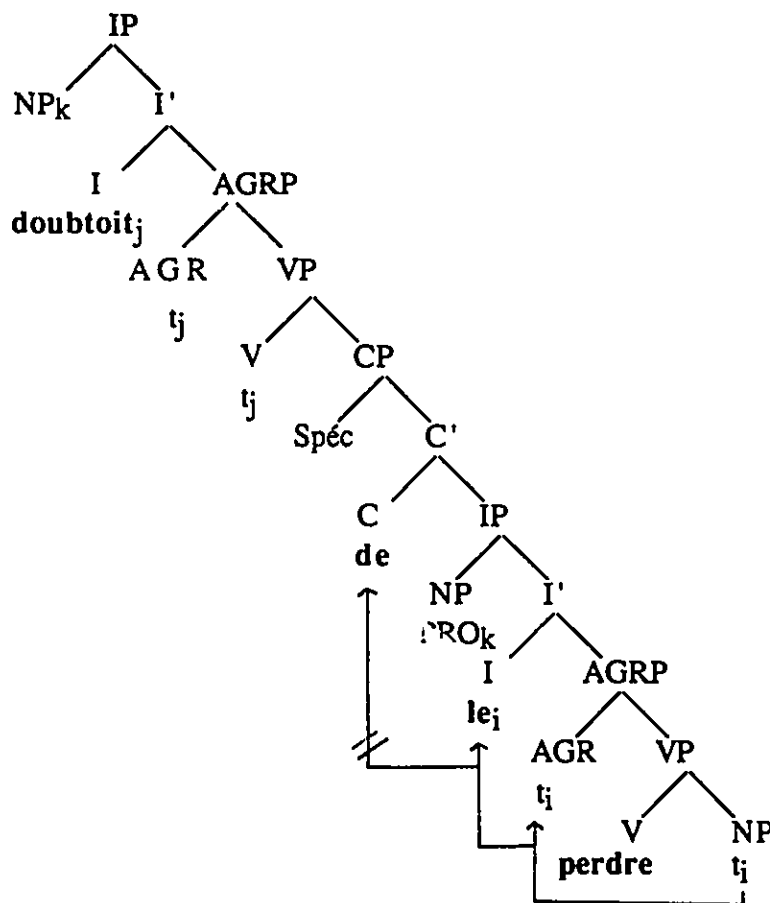 IP
NPk I'
I AGRP
doubtoitj
AGR VP
tj
V CP
tj
Spéc C'
C IP
de
NP I'
PROk
I AGRP
lei
AGR VP
ti
V NP
perdre ti